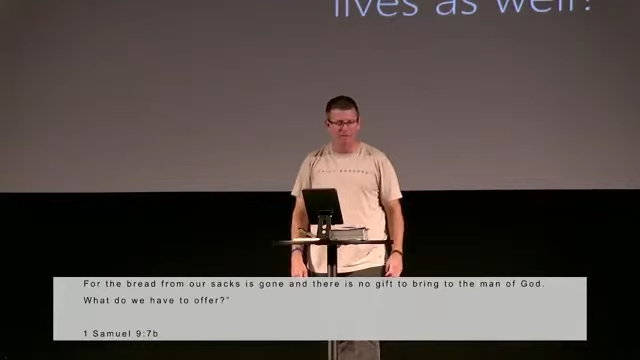 lives as well?
For the bread from our sacks is gone and there is no gift to bring to the man of God.
What do we have to offer?"
1 Samuel 9:7b